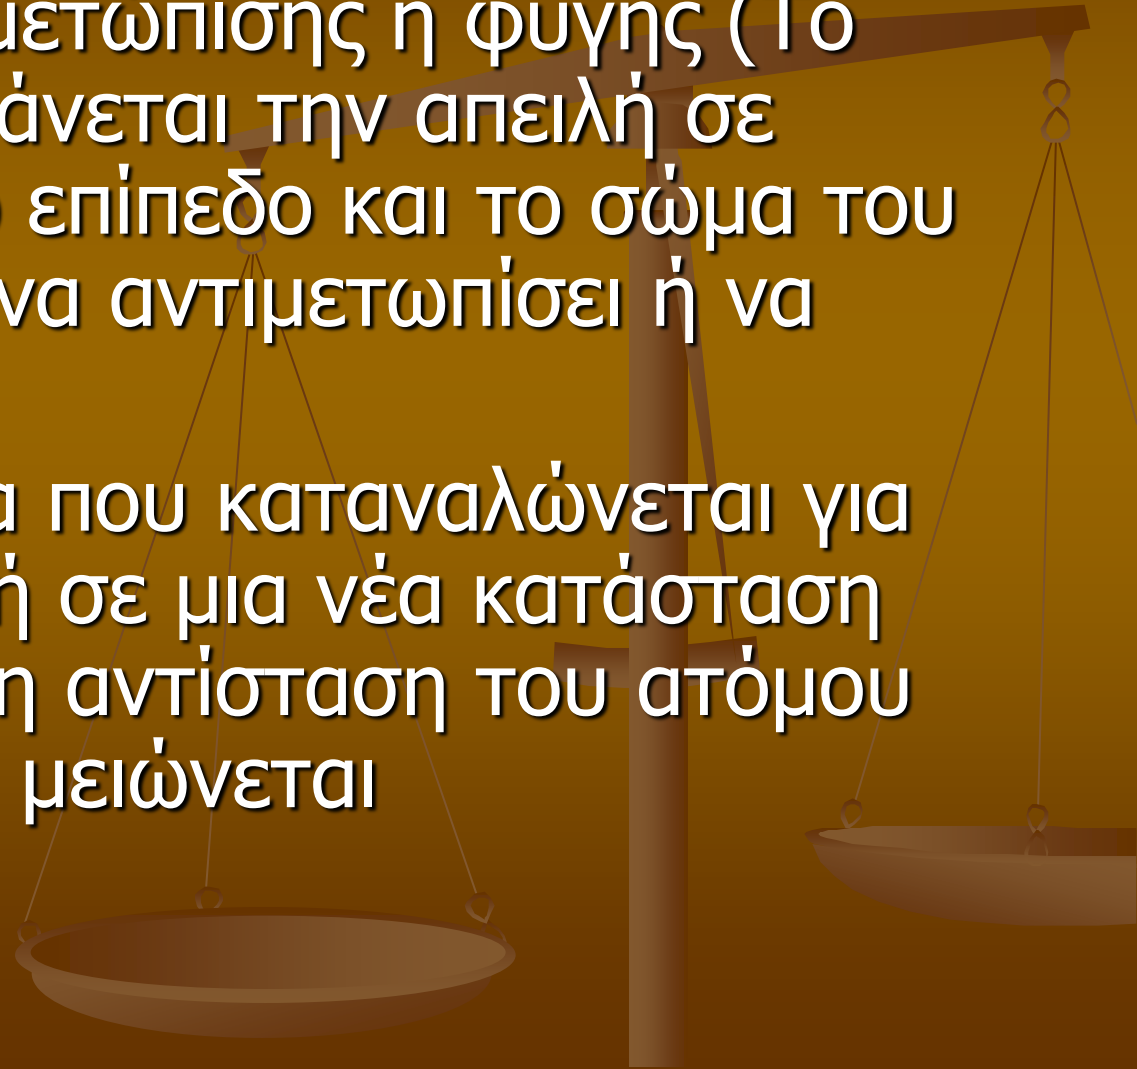 μετώπισης ή φυγής (Το
άνεται την απειλή σε
επίπεδο και το σώμα του
να αντιμετωπίσει ή να
α που καταναλώνεται για
ή σε μια νέα κατάσταση
η αντίσταση του ατόμου
μειώνεται